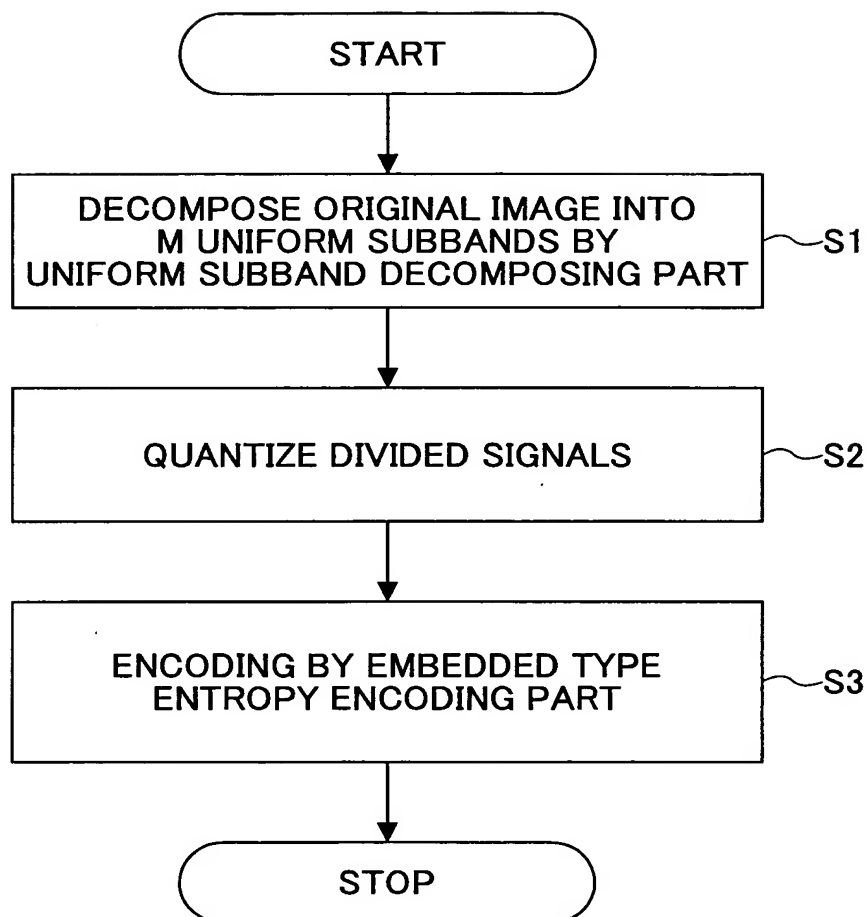 START
DECOMPOSE ORIGINAL IMAGE INTO
M UNIFORM SUBBANDS BY
UNIFORM SUBBAND DECOMPOSING PART
S1
QUANTIZE DIVIDED SIGNALS
S2
ENCODING BY EMBEDDED TYPE
ENTROPY ENCODING PART
S3
STOP